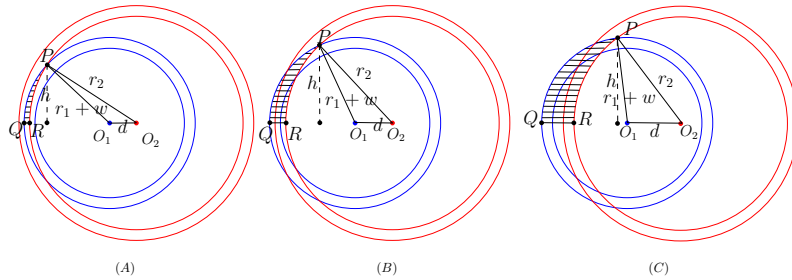 P
r₂
h
r₁ + w
Q R O₁ d O₂
(A)
P
r₂
h
r₁ + w
Q R O₁ d O₂
(B)
P
r₂
h
r₁ + w
Q R O₁ d O₂
(C)